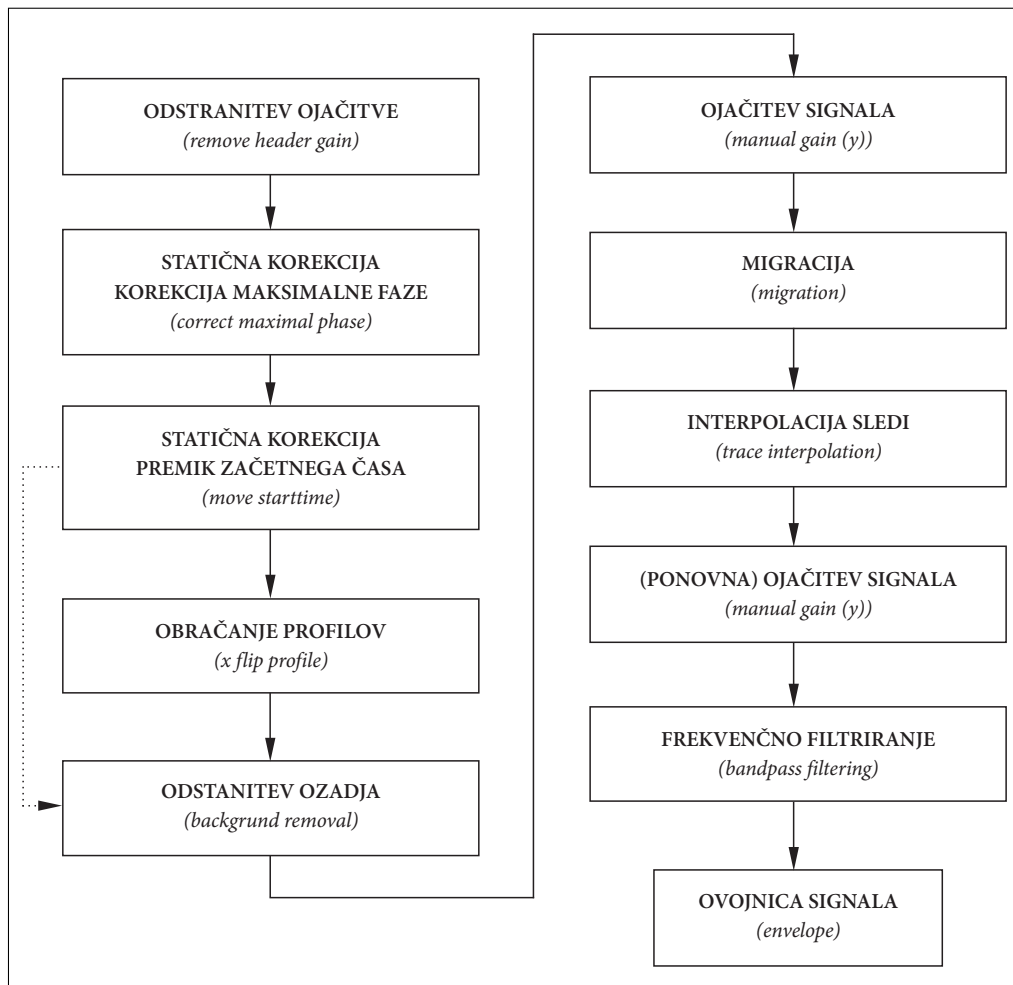 ODSTRANITEV OJAČITVE
(remove header gain)
STATIČNA KOREKCIJA
KOREKCIJA MAKSIMALNE FAZE
(correct maximal phase)
STATIČNA KOREKCIJA
PREMIK ZAČETNEGA ČASA
(move starttime)
OBRAČANJE PROFILOV
(x flip profile)
ODSTANITEV OZADJA
(backgrund removal)
OJAČITEV SIGNALA
(manual gain (y))
MIGRACIJA
(migration)
INTERPOLACIJA SLEDI
(trace interpolation)
(PONOVNA) OJAČITEV SIGNALA
(manual gain (y))
FREKVENČNO FILTRIRANJE
(bandpass filtering)
OVOJNICA SIGNALA
(envelope)